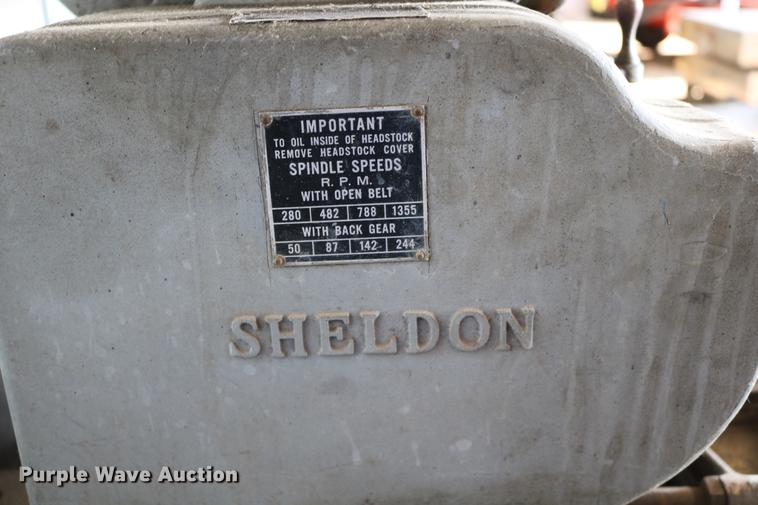 IMPORTANT
TO OIL INSIDE OF HEADSTOCK
REMOVE HEADSTOCK COVER
SPINDLE SPEEDS
R. P. M.
WITH OPEN BELT
280 482 788 1355
WITH BACK GEAR
50 87 142 244
SHELDON
Purple Wave Auction